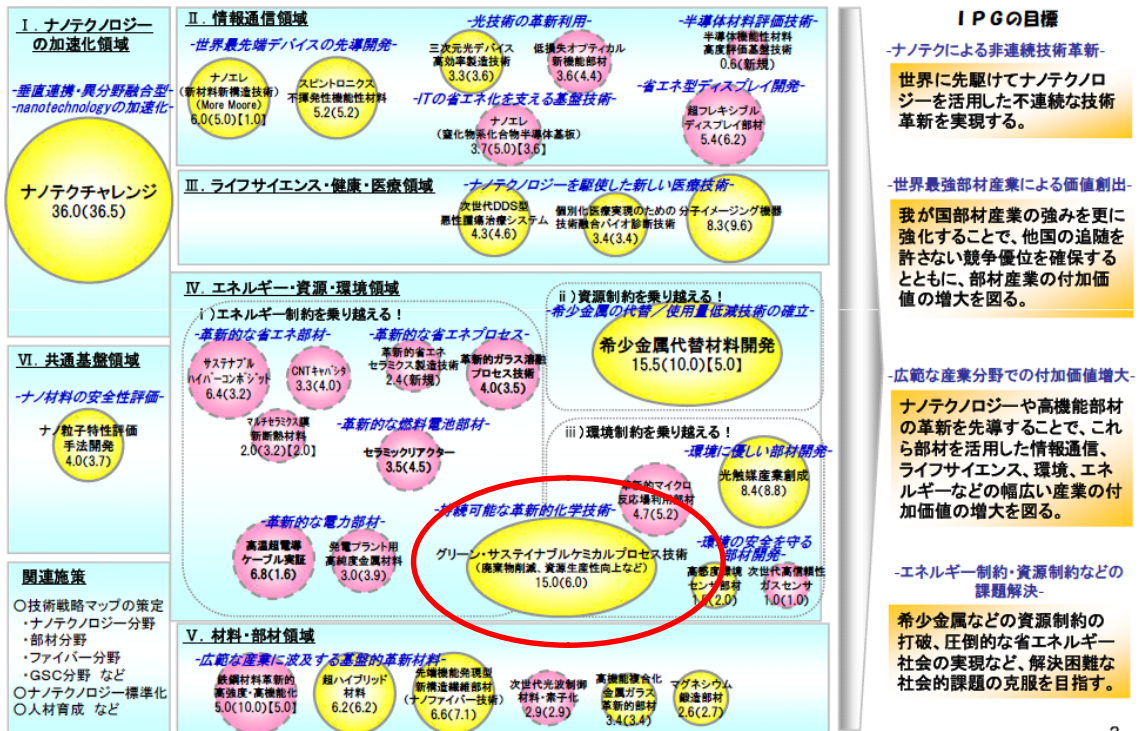 Ⅰ. ナノテクノロジー
の加速化領域
-垂直連携・異分野融合型-
-nanotechnologyの加速化-
ナノテクチャレンジ
36.0(36.5)
Ⅵ. 共通基盤領域
-ナノ材料の安全性評価-
ナノ粒子特性評価
手法開発
4.0(3.7)
関連施策
○技術戦略マップの策定
・ナノテクノロジー分野
・部材分野
・ファイバー分野
・GSC分野 など
○ナノテクノロジー標準化
○人材育成 など
Ⅱ. 情報通信領域
-世界最先端デバイスの先導開発-
ナノエレ
(新材料新構造技術)
(More Moore)
6.0(5.0)【1.0】
スピントロニクス
不揮発性機能性材料
5.2(5.2)
-光技術の革新利用-
三次元光デバイス
高効率製造技術
3.3(3.6)
低損失オプティカル
新機能部材
3.6(4.4)
-ITの省エネ化を支える基盤技術-
ナノエレ
(窒化物系化合物半導体基板)
3.7(5.0)【3.6】
-半導体材料評価技術-
半導体機能性材料
高度評価基盤技術
0.6(新規)
-省エネ型ディスプレイ開発-
超フレキシブル
ディスプレイ部材
5.4(6.2)
Ⅲ. ライフサイエンス・健康・医療領域
-ナノテクノロジーを駆使した新しい医療技術-
次世代DDS型
悪性腫瘍治療システム
4.3(4.6)
個別化医療実現のための
技術融合バイオ診断技術
3.4(3.4)
分子イメージング機器
8.3(9.6)
Ⅳ. エネルギー・資源・環境領域
ⅰ)エネルギー制約を乗り越える!
-革新的な省エネ部材-
サステナブル
ハイパーコンポジット
6.4(3.2)
CNTキャパシタ
3.3(4.0)
マルチセラミクス膜
新断熱材料
2.0(3.2)【2.0】
-革新的な省エネプロセス-
革新的省エネ
セラミクス製造技術
2.4(新規)
革新的ガラス溶融
プロセス技術
4.0(3.5)
-革新的な燃料電池部材-
セラミックリアクター
3.5(4.5)
-革新的な電力部材-
高温超電導
ケーブル実証
6.8(1.6)
発電プラント用
高純度金属材料
3.0(3.9)
ⅱ)資源制約を乗り越える!
-希少金属の代替/使用量低減技術の確立-
希少金属代替材料開発
15.5(10.0)【5.0】
ⅲ)環境制約を乗り越える!
-環境に優しい部材開発-
光触媒産業創成
8.4(8.8)
革新的マイクロ
反応場利用部材
4.7(5.2)
-持続可能な革新的化学技術-
グリーン・サステイナブルケミカルプロセス技術
(廃棄物削減、資源生産性向上など)
15.0(6.0)
-環境の安全を守る
部材開発-
高感度環境
センサ部材
1.8(2.0)
次世代高信頼性
ガスセンサ
1.0(1.0)
Ⅴ. 材料・部材領域
-広範な産業に波及する基盤的革新材料-
鉄鋼材料革新的
高強度・高機能化
5.0(10.0)【5.0】
超ハイブリッド
材料
6.2(6.2)
先端機能発現型
新構造繊維部材
(ナノファイバー技術)
6.6(7.1)
次世代光波制御
材料・素子化
2.9(2.9)
高機能複合化
金属ガラス
革新的部材
3.4(3.4)
マグネシウム
鍛造部材
2.6(2.7)
IPGの目標
-ナノテクによる非連続技術革新-
世界に先駆けてナノテクノロ
ジーを活用した不連続な技術
革新を実現する。
-世界最強部材産業による価値創出-
我が国部材産業の強みを更に
強化することで、他国の追随を
許さない競争優位を確保する
とともに、部材産業の付加価
値の増大を図る。
-広範な産業分野での付加価値増大-
ナノテクノロジーや高機能部材
の革新を先導することで、これ
ら部材を活用した情報通信、
ライフサイエンス、環境、エネ
ルギーなどの幅広い産業の付
加価値の増大を図る。
-エネルギー制約・資源制約などの
課題解決-
希少金属などの資源制約の
打破、圧倒的な省エネルギー
社会の実現など、解決困難な
社会的課題の克服を目指す。